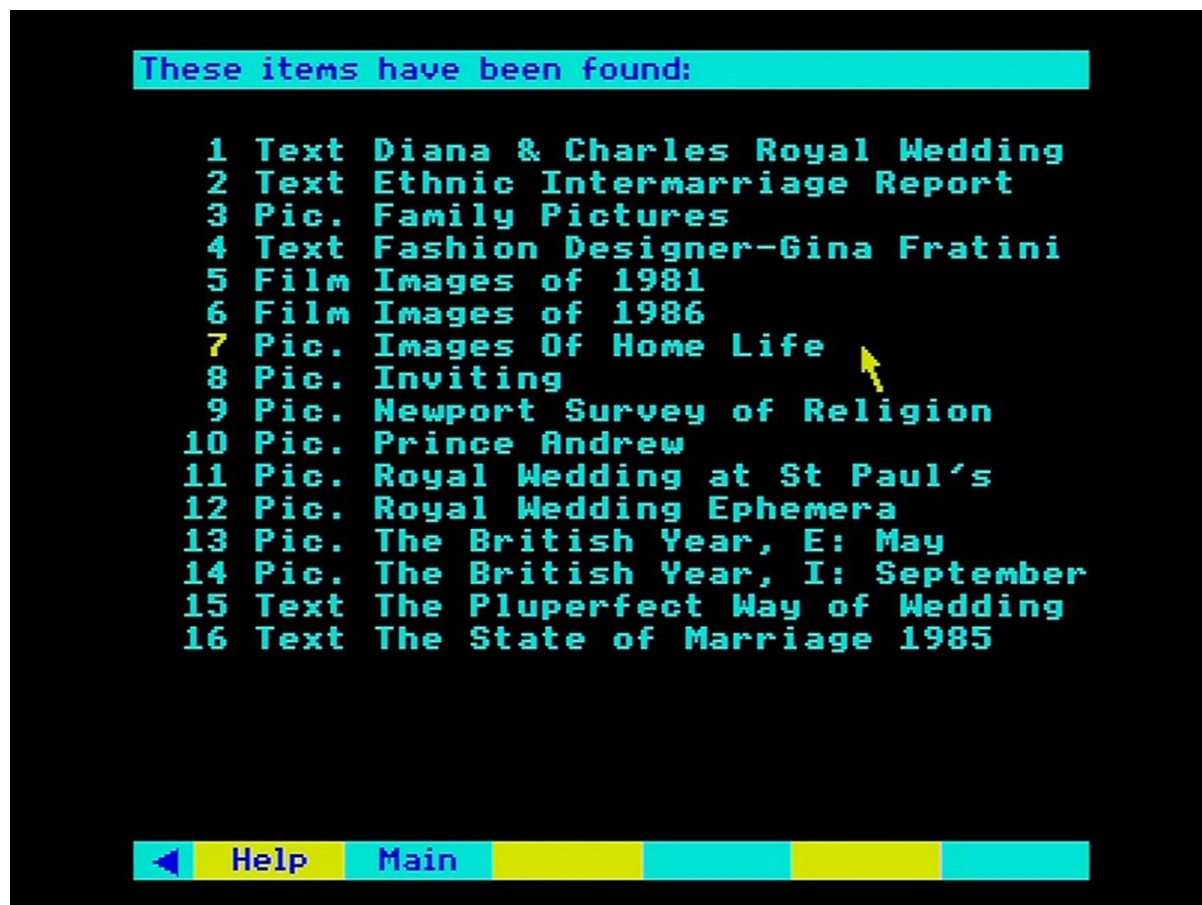 These items have been found:
1 Text Diana & Charles Royal Wedding
2 Text Ethnic Intermarriage Report
3 Pic. Family Pictures
4 Text Fashion Designer-Gina Fratini
5 Film Images of 1981
6 Film Images of 1986
7 Pic. Images Of Home Life
8 Pic. Inviting
9 Pic. Newport Survey of Religion
10 Pic. Prince Andrew
11 Pic. Royal Wedding at St Paul's
12 Pic. Royal Wedding Ephemera
13 Pic. The British Year, E: May
14 Pic. The British Year, I: September
15 Text The Pluperfect Way of Wedding
16 Text The State of Marriage 1985
Help Main